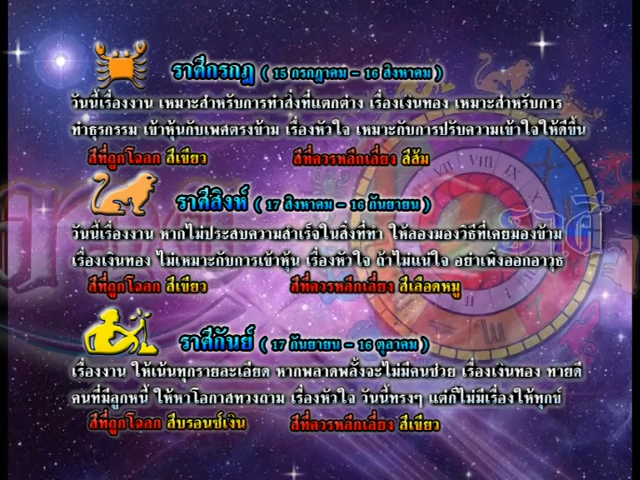 ราศีกรกฎ ( 15 กรกฎาคม - 16 สิงหาคม )
วันนี้เรื่องงาน เหมาะสำหรับการทำสิ่งที่แตกต่าง เรื่องเงินทอง เหมาะสำหรับการ
ทำธุรกรรม เข้าหุ้นกับเพศตรงข้าม เรื่องหัวใจ เหมาะกับการปรับความเข้าใจให้ดีขึ้น
สีที่ถูกโฉลก สีเขียว สีที่ควรหลีกเลี่ยง สีส้ม
ราศีสิงห์ ( 17 สิงหาคม - 16 กันยายน )
วันนี้เรื่องงาน หากไม่ประสบความสำเร็จในสิ่งที่ทำ ให้ลองมองวิธีที่เคยมองข้าม
เรื่องเงินทอง ไม่เหมาะกับการเข้าหุ้น เรื่องหัวใจ ถ้าไม่แน่ใจ อย่าเพิ่งออกอาวุธ
สีที่ถูกโฉลก สีเขียว สีที่ควรหลีกเลี่ยง สีเลือดหมู
ราศีกันย์ ( 17 กันยายน - 16 ตุลาคม )
เรื่องงาน ให้เน้นทุกรายละเอียด หากพลาดพลั้งจะไม่มีคนช่วย เรื่องเงินทอง ทายดี
คนที่มีลูกหนี้ ให้หาโอกาสทวงถาม เรื่องหัวใจ วันนี้ทรงๆ แต่ก็ไม่มีเรื่องให้ทุกข์
สีที่ถูกโฉลก สีบรอนซ์เงิน สีที่ควรหลีกเลี่ยง สีเขียว